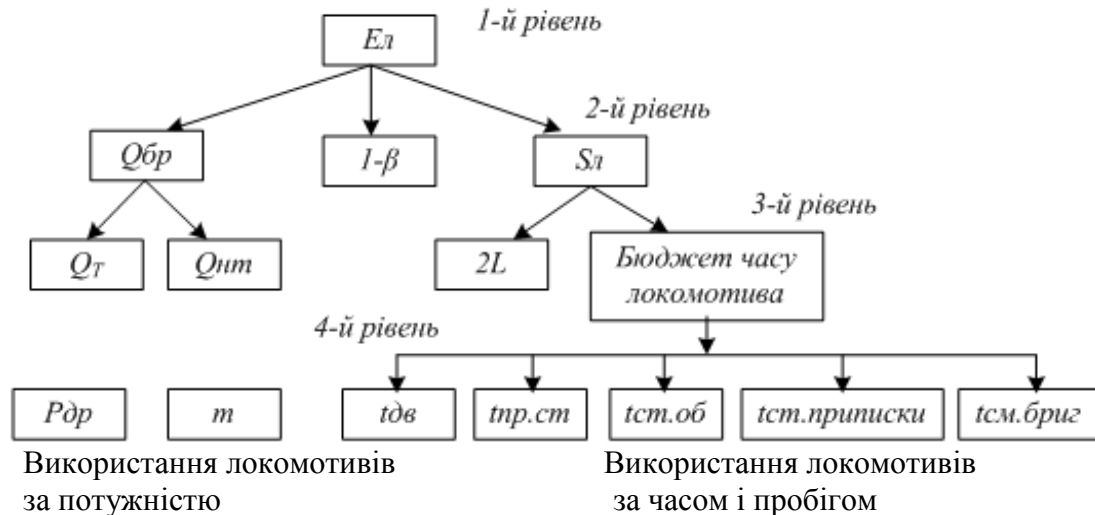 1-й рівень
Ел
2-й рівень
Qбр
1-β
Sл
3-й рівень
QТ
Qнт
2L
Бюджет часу
локомотива
4-й рівень
Рдр
т
tдв
tпр.ст
tст.об
tст.приписки
tсм.бриг
Використання локомотивів
за потужністю
Використання локомотивів
за часом і пробігом